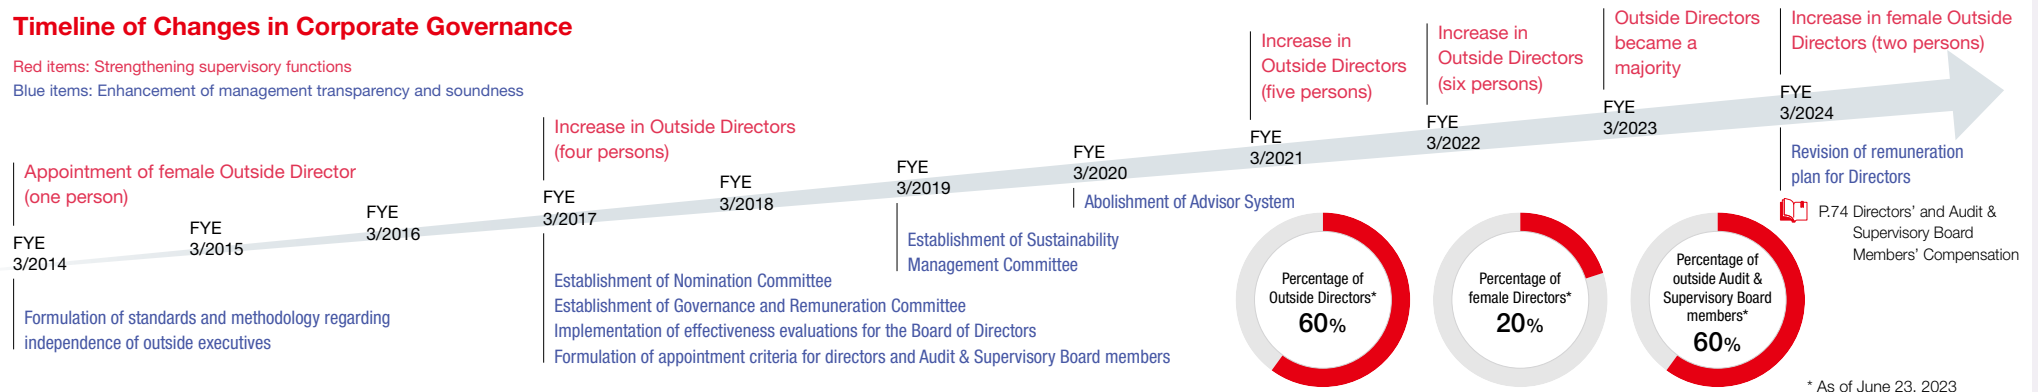 Timeline of Changes in Corporate Governance
Red items: Strengthening supervisory functions
Blue items: Enhancement of management transparency and soundness
Appointment of female Outside Director
(one person)
FYE
3/2014
Formulation of standards and methodology regarding
independence of outside executives
FYE
3/2015
FYE
3/2016
Increase in Outside Directors
(four persons)
FYE
3/2017
Establishment of Nomination Committee
Establishment of Governance and Remuneration Committee
Implementation of effectiveness evaluations for the Board of Directors
Formulation of appointment criteria for directors and Audit & Supervisory Board members
FYE
3/2018
FYE
3/2019
Establishment of Sustainability
Management Committee
FYE
3/2020
Abolishment of Advisor System
Increase in
Outside Directors
(five persons)
FYE
3/2021
Increase in
Outside Directors
(six persons)
FYE
3/2022
Outside Directors
became a
majority
FYE
3/2023
Increase in female Outside
Directors (two persons)
FYE
3/2024
Revision of remuneration
plan for Directors
P.74 Directors' and Audit &
Supervisory Board
Members' Compensation
Percentage of
Outside Directors*
60%
Percentage of
female Directors*
20%
Percentage of
outside Audit &
Supervisory Board
members*
60%
* As of June 23, 2023